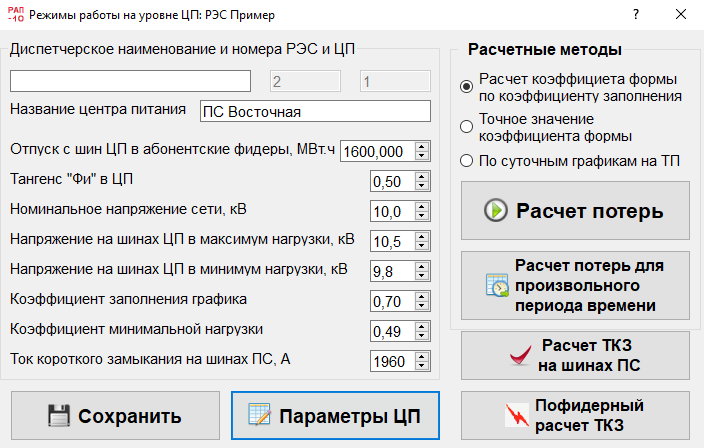 РАП
-10
Режимы работы на уровне ЦП: РЭС Пример
?
Диспетчерское наименование и номера РЭС и ЦП
2
1
Название центра питания
ПС Восточная
Отпуск с шин ЦП в абонентские фидеры, МВт.ч
1600,000
Тангенс "Фи" в ЦП
0,50
Номинальное напряжение сети, кВ
10,0
Напряжение на шинах ЦП в максимум нагрузки, кВ
10,5
Напряжение на шинах ЦП в минимум нагрузки, кВ
9,8
Коэффициент заполнения графика
0,70
Коэффициент минимальной нагрузки
0,49
Ток короткого замыкания на шинах ПС, А
1960
Сохранить
Параметры ЦП
Расчетные методы
Расчет коэффициета формы
по коэффициенту заполнения
Точное значение
коэффициента формы
По суточным графикам на ТП
Расчет потерь
Расчет потерь для
произвольного
периода времени
Расчет ТКЗ
на шинах ПС
Пофидерный
расчет ТКЗ